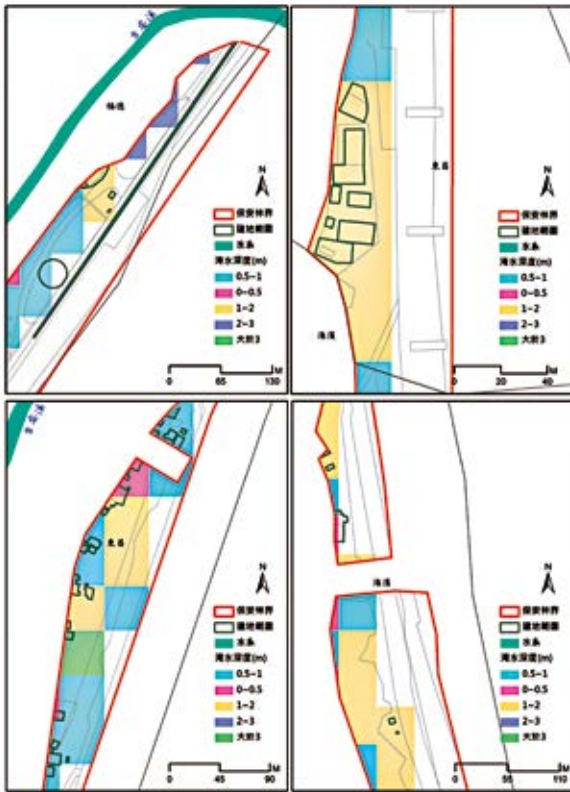 N
保安林界
建地範圍
水系
淹水深度(m)
0.5~1
0~0.5
1~2
2~3
大於3
0 65 130
M
N
保安林界
建地範圍
水系
淹水深度(m)
0.5~1
0~0.5
1~2
2~3
大於3
0 20 40
M
N
保安林界
建地範圍
水系
淹水深度(m)
0.5~1
0~0.5
1~2
2~3
大於3
0 45 90
M
N
保安林界
建地範圍
水系
淹水深度(m)
0.5~1
0~0.5
1~2
2~3
大於3
0 55 110
M